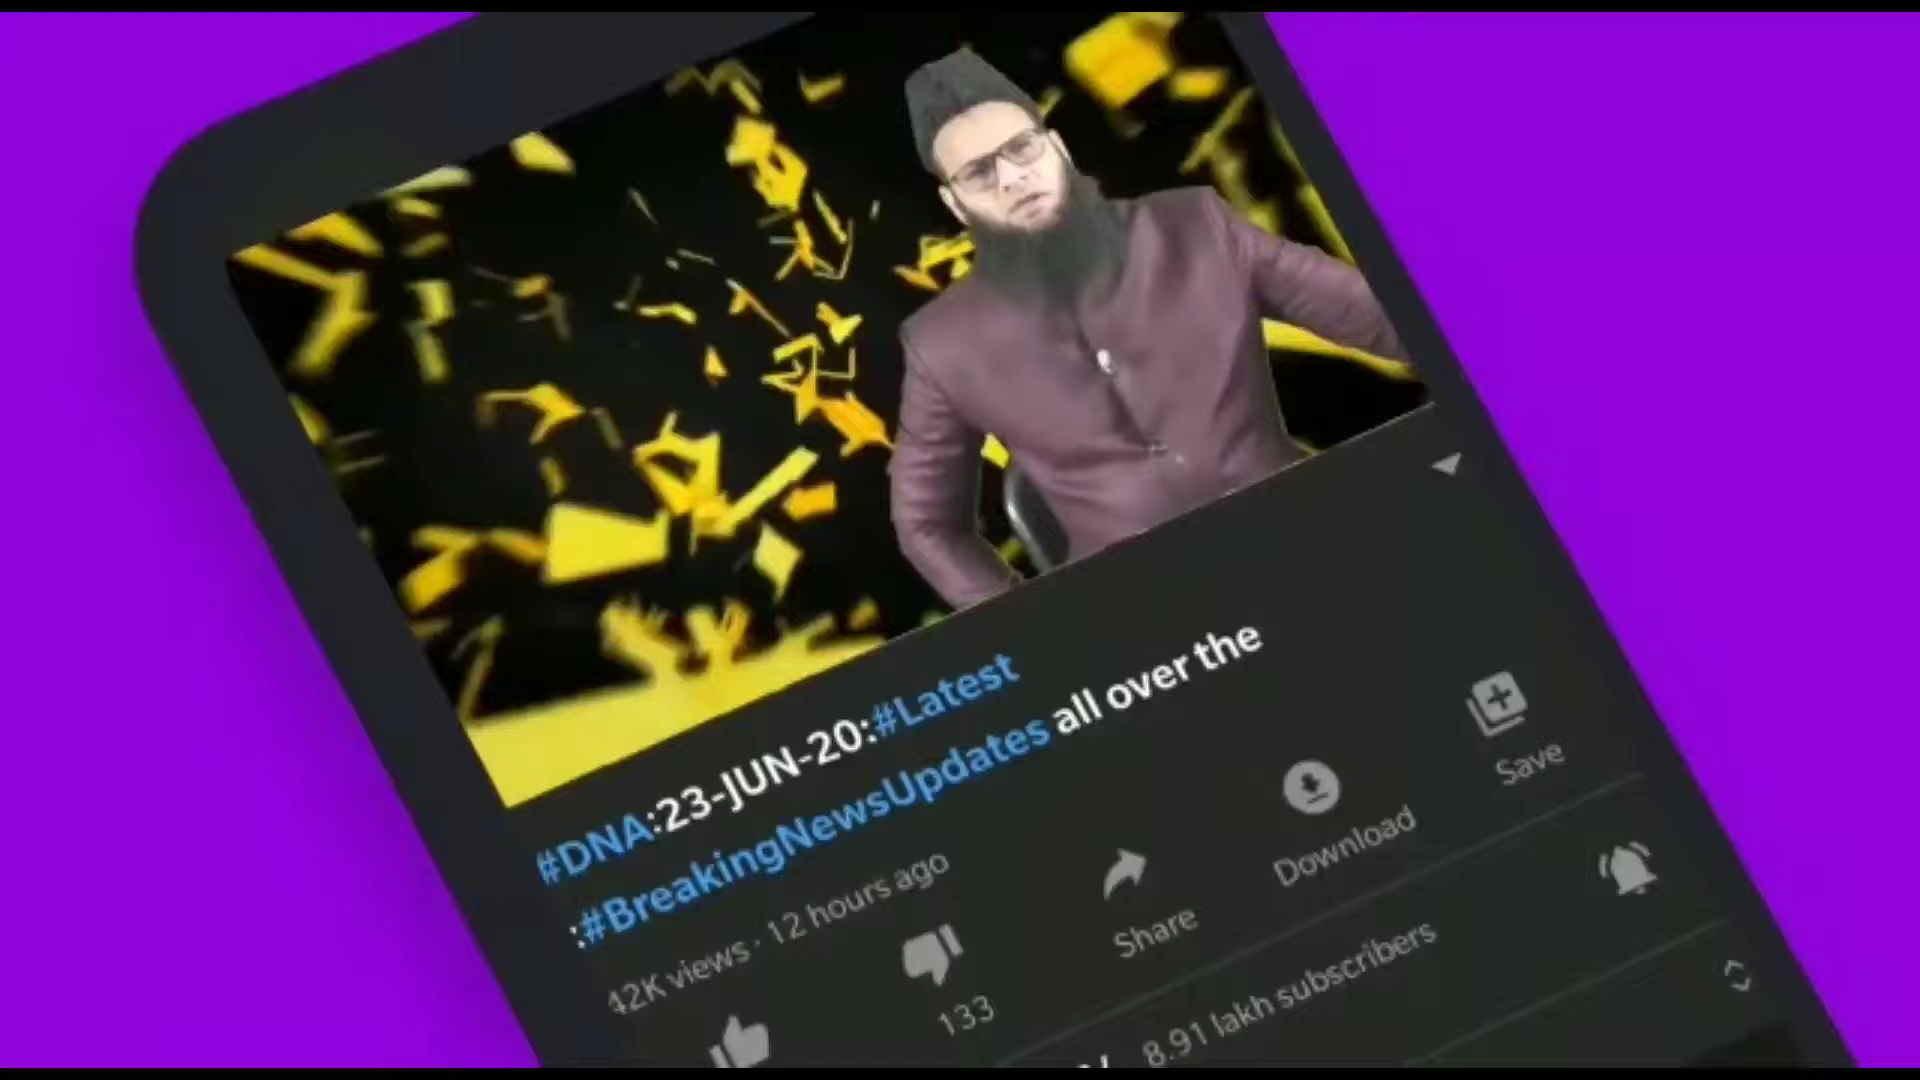 #DNA:23-JUN-20:#Latest
:#BreakingNewsUpdates all over the
42K views · 12 hours ago
133
Share
Download
Save
8.91 lakh subscribers